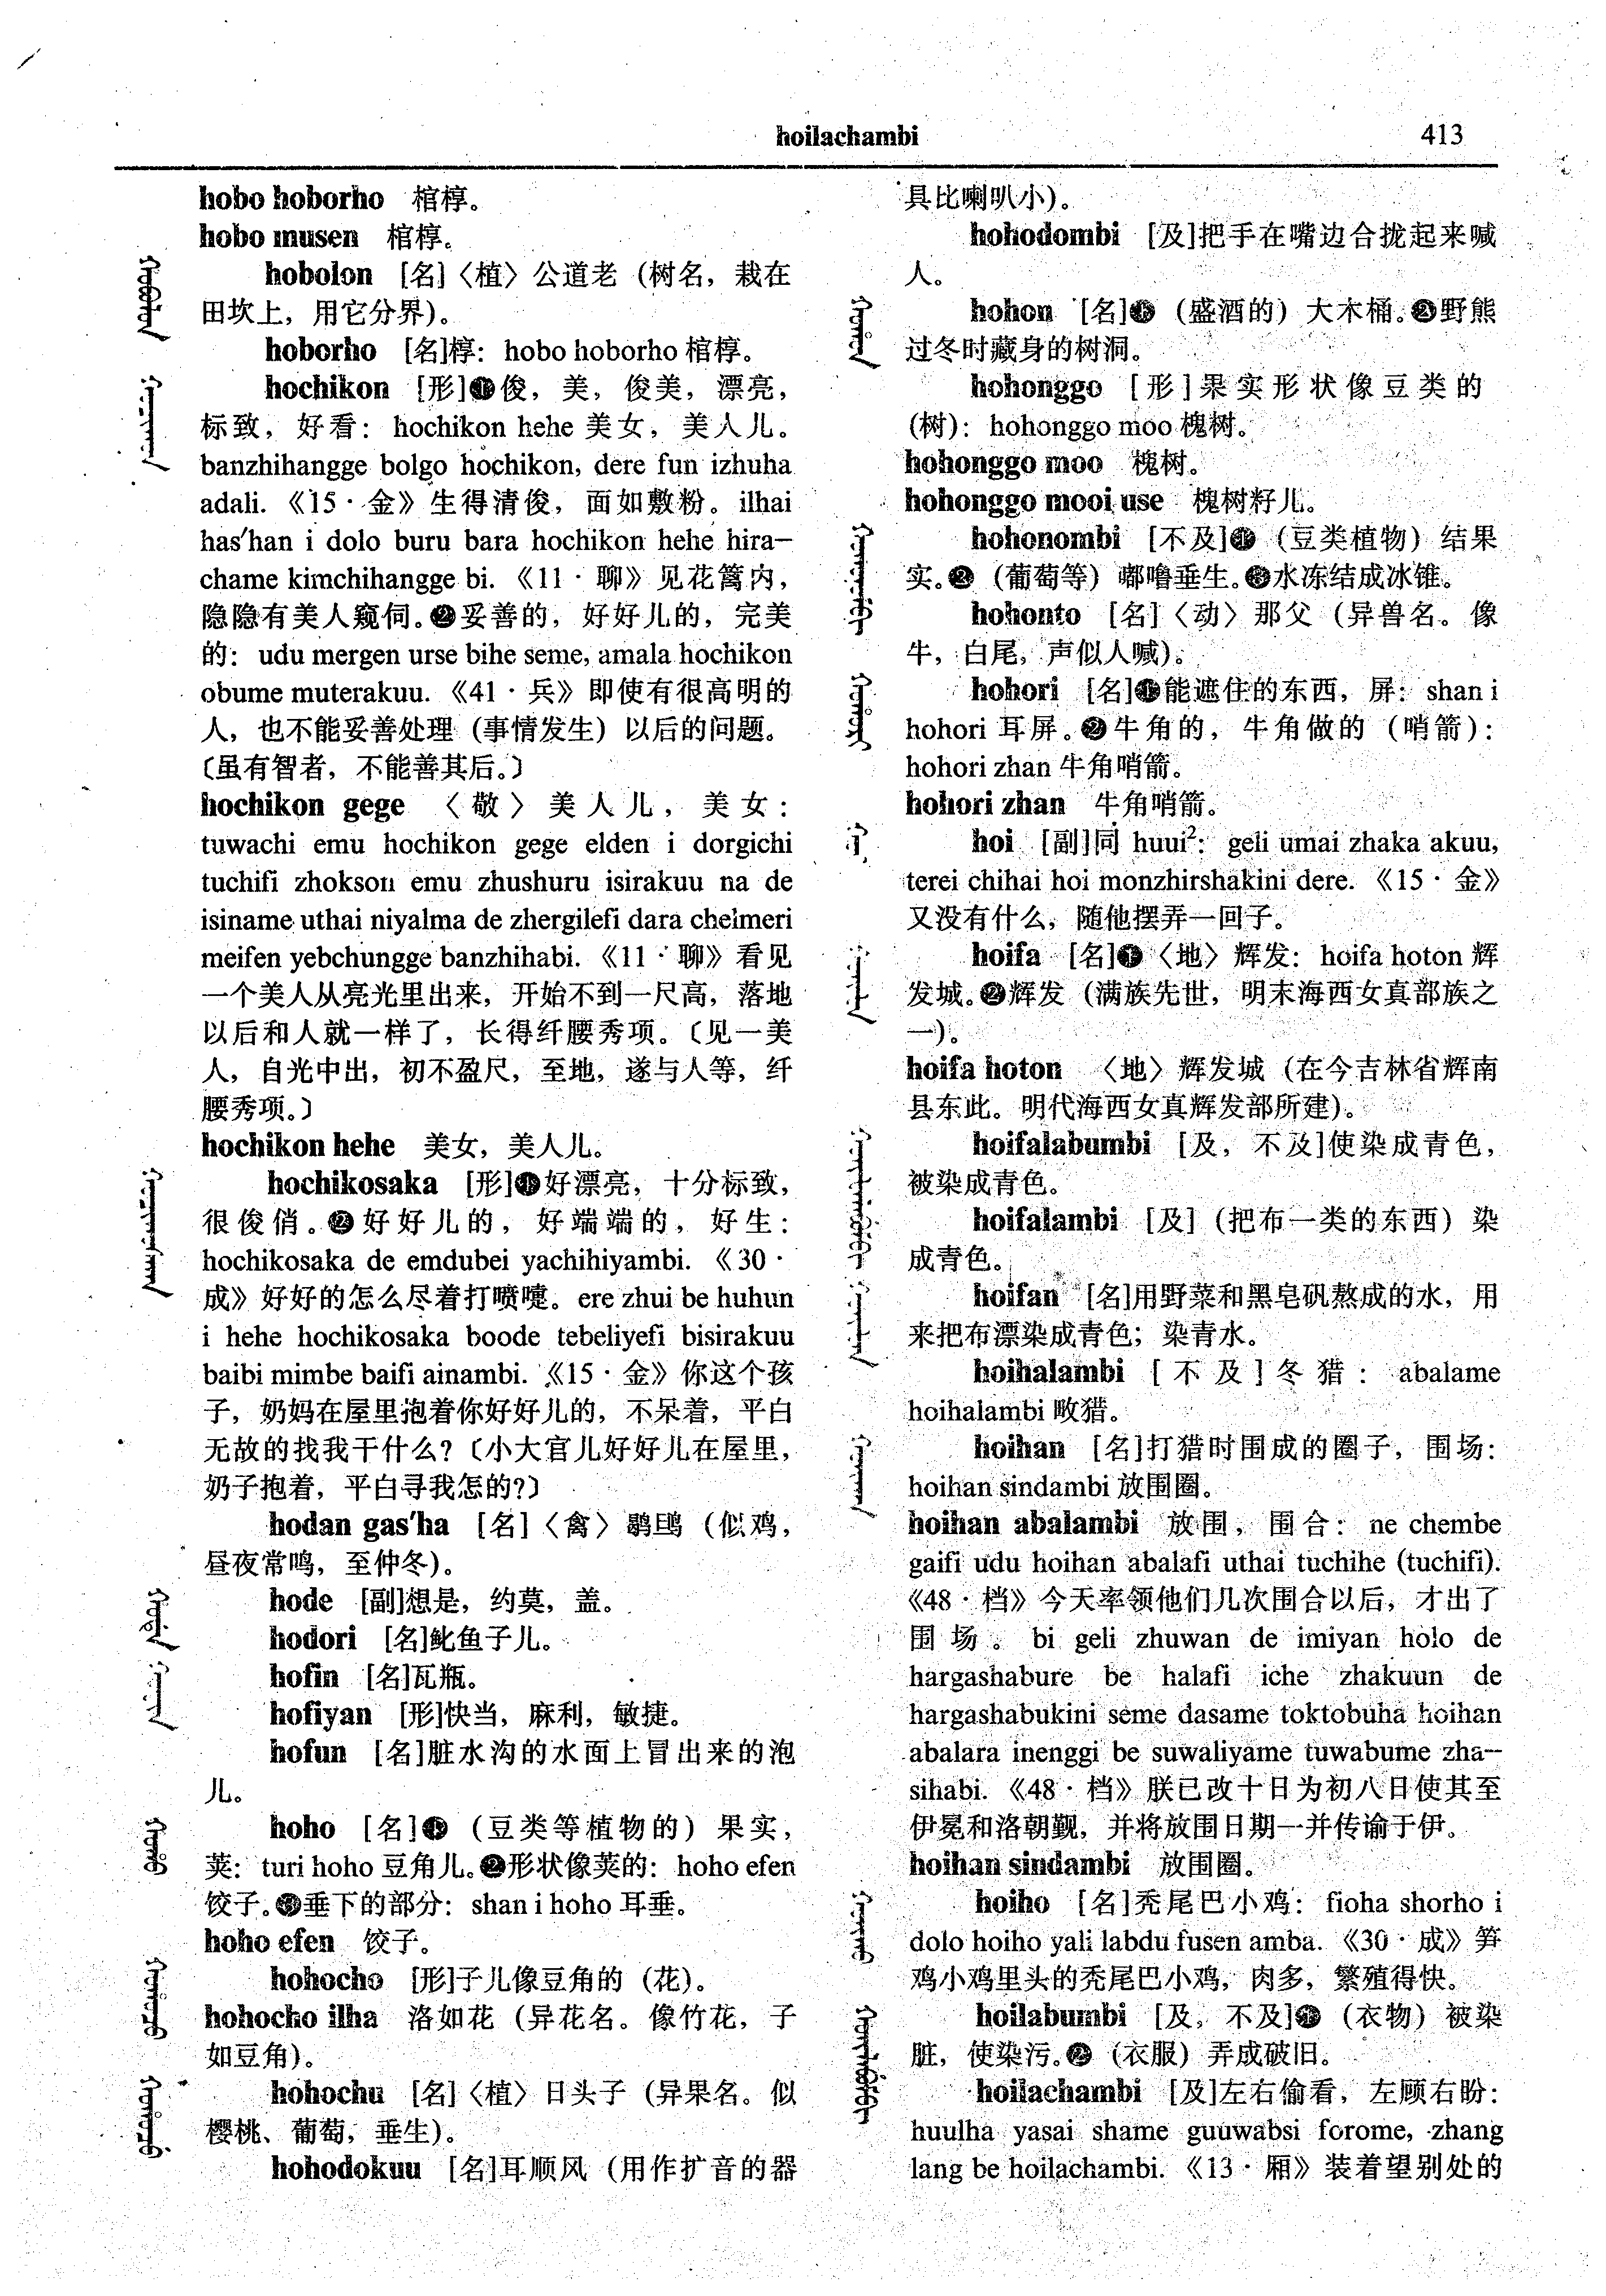 hoilachambi
413
hobo hoborho 棺椁。
hobo musen 棺椁。
hobolon [名]〈植〉公道老（树名，栽在
田坎上，用它分界）。
hoborho [名]椁：hobo hoborho 棺椁。
hochikon [形]❶俊，美，俊美，漂亮，
标致，好看：hochikon hehe 美女，美人儿。
banzhihangge bolgo hochikon, dere fun izhuha
adali.《15·金》生得清俊，面如敷粉。ilhai
has'han i dolo buru bara hochikon hehe hira-
chame kimchihangge bi.《11·聊》见花篱内，
隐隐有美人窥伺。❷妥善的，好好儿的，完美
的：udu mergen urse bihe seme, amala hochikon
obume muterakuu.《41·兵》即使有很高明的
人，也不能妥善处理（事情发生）以后的问题。
〔虽有智者，不能善其后。〕
hochikon gege 〈敬〉美人儿，美女：
tuwachi emu hochikon gege elden i dorgichi
tuchifi zhokson emu zhushuru isirakuu na de
isiname uthai niyalma de zhergilefi dara chelmeri
meifen yebchungge banzhihabi.《11·聊》看见
一个美人从亮光里出来，开始不到一尺高，落地
以后和人就一样了，长得纤腰秀项。〔见一美
人，自光中出，初不盈尺，至地，遂与人等，纤
腰秀项。〕
hochikon hehe 美女，美人儿。
hochikosaka [形]❶好漂亮，十分标致，
很俊俏。❷好好儿的，好端端的，好生：
hochikosaka de emdubei yachihiyambi.《30·
成》好好的怎么尽着打喷嚏。ere zhui be huhun
i hehe hochikosaka boode tebeliyefi bisirakuu
baibi mimbe baifi ainambi.《15·金》你这个孩
子，奶妈在屋里抱着你好好儿的，不呆着，平白
无故的找我干什么？〔小大官儿好好儿在屋里，
奶子抱着，平白寻我怎的?〕
hodan gas'ha [名]〈禽〉鹖鴠（似鸡，
昼夜常鸣，至仲冬）。
hode [副]想是，约莫，盖。
hodori [名]鮅鱼子儿。
hofin [名]瓦瓶。
hofiyan [形]快当，麻利，敏捷。
hofun [名]脏水沟的水面上冒出来的泡
儿。
hoho [名]❶（豆类等植物的）果实，
荚：turi hoho 豆角儿。❷形状像荚的：hoho efen
饺子。❸垂下的部分：shan i hoho 耳垂。
hoho efen 饺子。
hohocho [形]子儿像豆角的（花）。
hohocho ilha 洛如花（异花名。像竹花，子
如豆角）。
hohochu [名]〈植〉日头子（异果名。似
樱桃、葡萄，垂生）。
hohodokuu [名]耳顺风（用作扩音的器
具比喇叭小）。
hohodombi [及]把手在嘴边合拢起来喊
人。
hohon [名]❶（盛酒的）大木桶。❷野熊
过冬时藏身的树洞。
hohonggo [形]果实形状像豆类的
(树)：hohonggo moo 槐树。
hohonggo moo 槐树。
hohonggo mooi use 槐树籽儿。
hohonombi [不及]❶（豆类植物）结果
实。❷（葡萄等）嘟噜垂生。❸水冻结成冰锥。
hohonto [名]〈动〉那父（异兽名。像
牛，白尾，声似人喊）。
hohori [名]❶能遮住的东西，屏：shan i
hohori 耳屏。❷牛角的，牛角做的（哨箭）：
hohori zhan 牛角哨箭。
hohori zhan 牛角哨箭。
hoi [副]同 huui²：geli umai zhaka akuu,
terei chihai hoi monzhirshakini dere.《15·金》
又没有什么，随他摆弄一回子。
hoifa [名]❶〈地〉辉发：hoifa hoton 辉
发城。❷辉发（满族先世，明末海西女真部族之
一）。
hoifa hoton 〈地〉辉发城（在今吉林省辉南
县东此。明代海西女真辉发部所建）。
hoifalabumbi [及，不及]使染成青色，
被染成青色。
hoifalambi [及]（把布一类的东西）染
成青色。
hoifan [名]用野菜和黑皂矾熬成的水，用
来把布漂染成青色；染青水。
hoihalambi [不及]冬猎：abalame
hoihalambi 畋猎。
hoihan [名]打猎时围成的圈子，围场：
hoihan sindambi 放围圈。
hoihan abalambi 放围，围合：ne chembe
gaifi udu hoihan abalafi uthai tuchihe (tuchifi).
《48·档》今天率领他们几次围合以后，才出了
围场。bi geli zhuwan de imiyan holo de
hargashabure be halafi iche zhakuun de
hargashabukini seme dasame toktobuha hoihan
abalara inenggi be suwaliyame tuwabume zha-
sihabi.《48·档》朕已改十日为初八日使其至
伊冕和洛朝觐，并将放围日期一并传谕于伊。
hoihan sindambi 放围圈。
hoiho [名]秃尾巴小鸡：fioha shorho i
dolo hoiho yali labdu fusen amba.《30·成》笋
鸡小鸡里头的秃尾巴小鸡，肉多，繁殖得快。
hoilabumbi [及，不及]❶（衣物）被染
脏，使染污。❷（衣服）弄成破旧。
hoilachambi [及]左右偷看，左顾右盼：
huulha yasai shame guuwabsi forome, zhang
lang be hoilachambi.《13·厢》装着望别处的